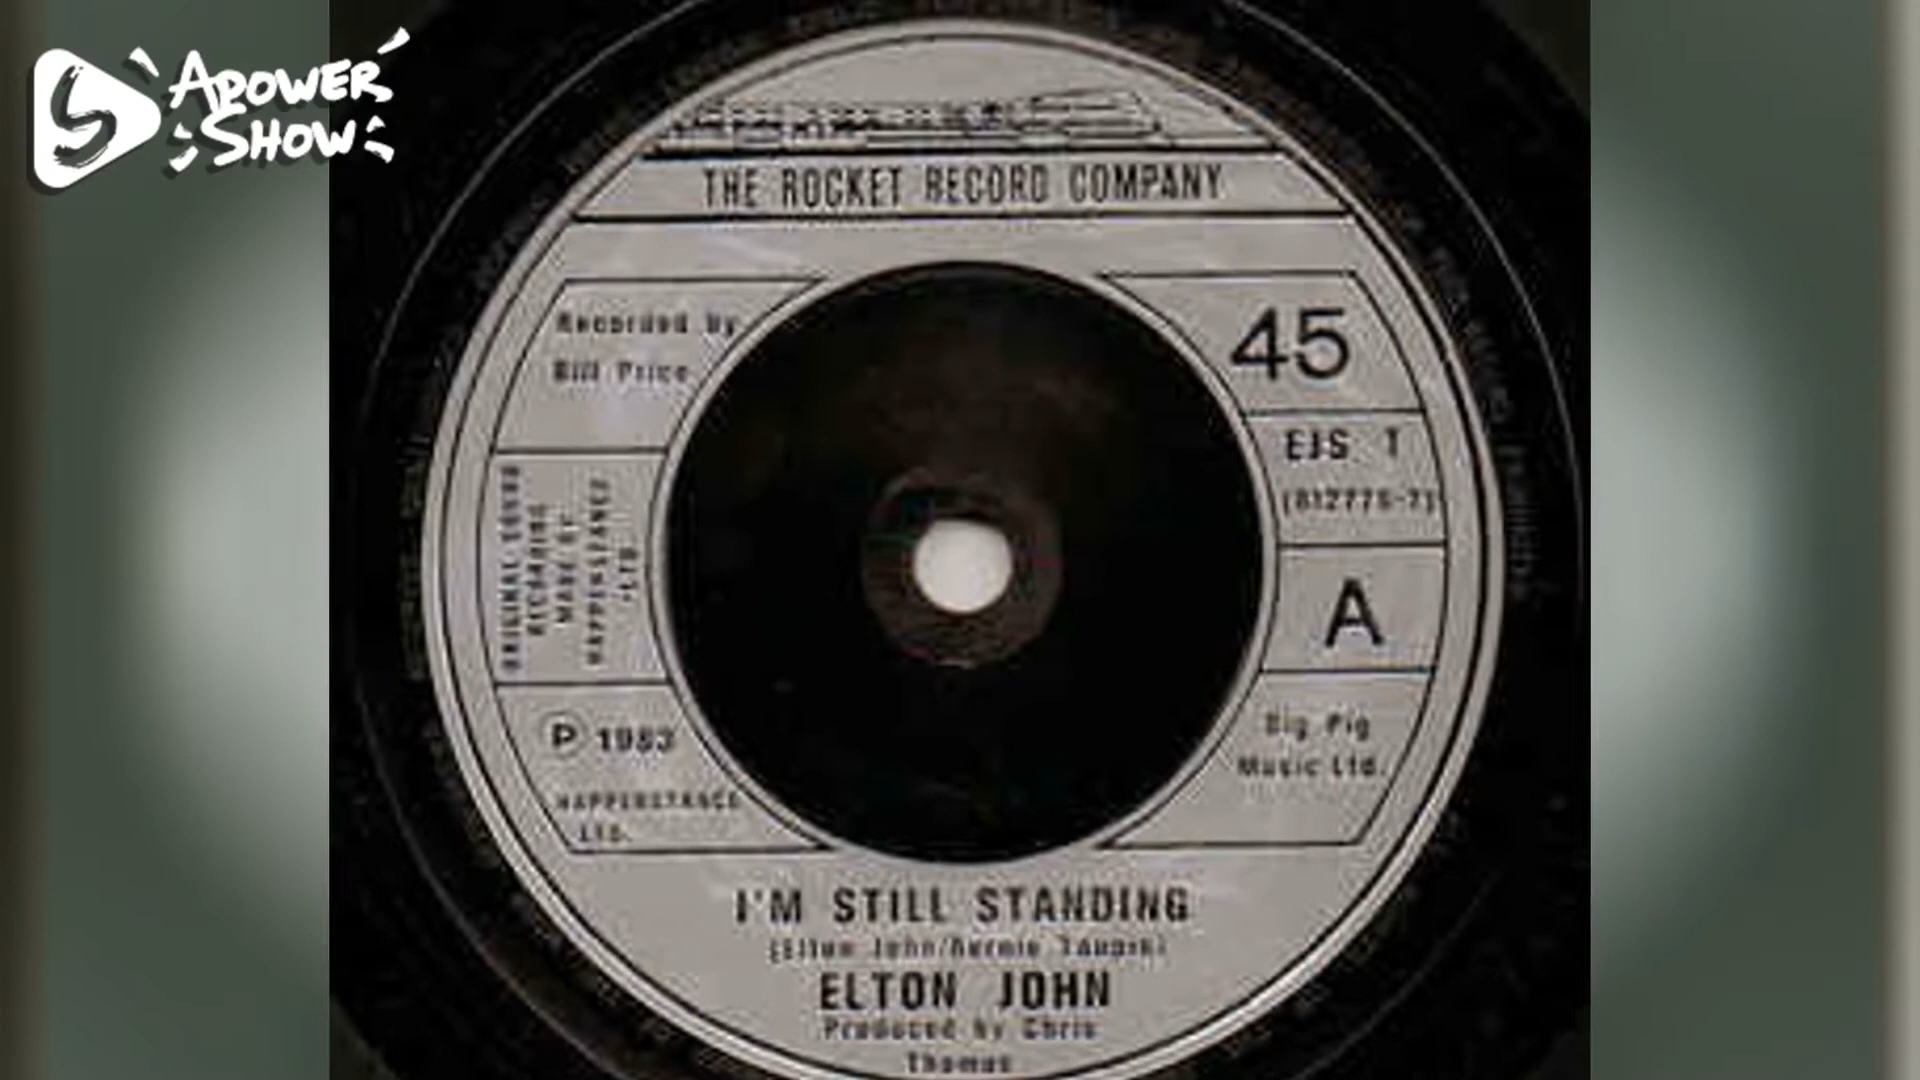 APOWER
SHOW
THE ROCKET RECORD COMPANY
Recorded by
Bill Price
45
EJS 1
(812776-7)
ORIGINAL SOUND
RECORDING
MADE BY
HAPPENSTANCE
LTD.
A
P 1983
HAPPENSTANCE
LTD.
Big Pig
Music Ltd.
I'M STILL STANDING
(Elton John/Bernie Taupin)
ELTON JOHN
Produced by Chris
Thomas